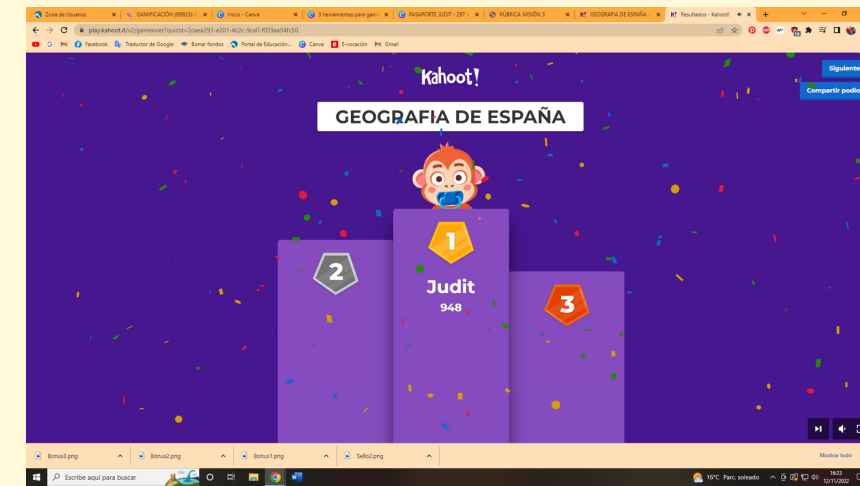 Zona de Usuarios
GAMIFICACIÓN (69923):
Inicio - Canva
3 herramientas para gami
PASAPORTE JUDIT - 297 ×
RÚBRICA MISIÓN 3
GEOGRAFIA DE ESPAÑA -
Resultados - Kahoot!
play.kahoot.it/v2/gameover?quizId=2caea293-e201-4c2c-9ca0-f059aa54fc50
Facebook
Traductor de Google
Borrar fondos
Portal de Educación...
Canva
E-vocación
Gmail
Kahoot!
Siguiente
Compartir podio
GEOGRAFIA DE ESPAÑA
1
2
Judit
948
3
Bonus3.png
Bonus2.png
Bonus1.png
Sello2.png
Mostrar todo
Escribe aquí para buscar
16°C Parc. soleado
16:23
12/11/2022